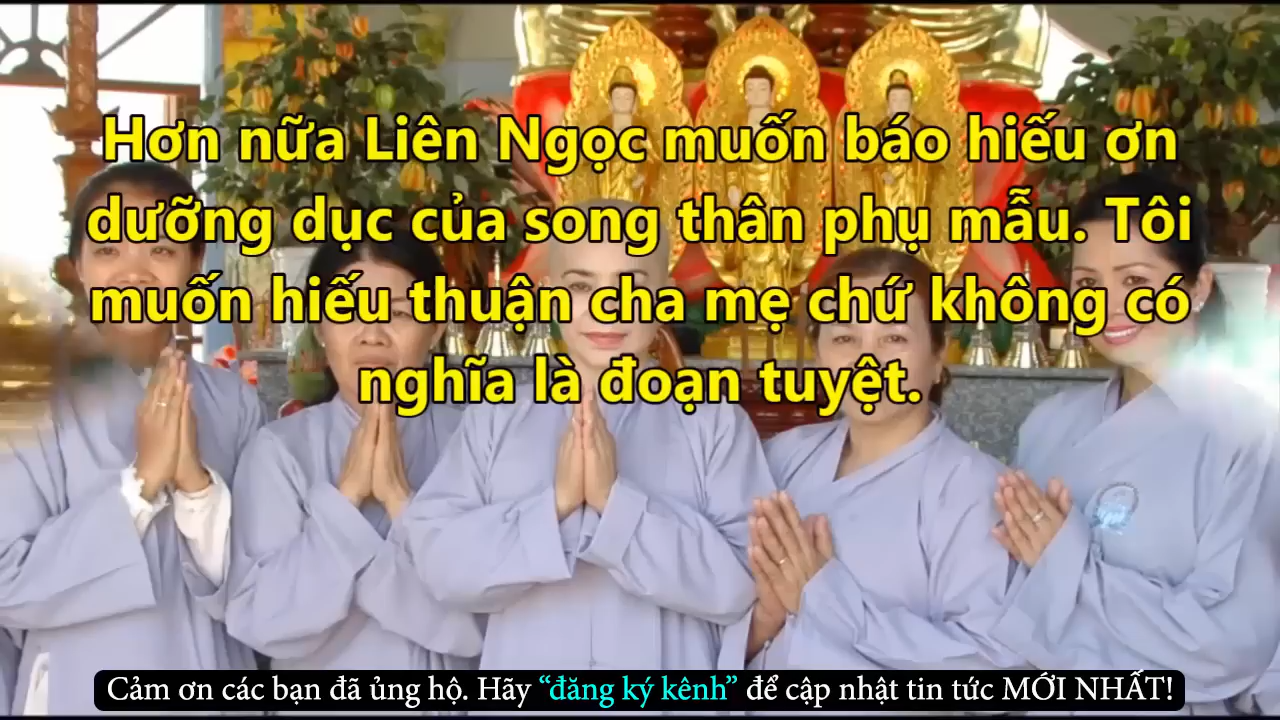 Hơn nữa Liên Ngọc muốn báo hiếu ơn
dưỡng dục của song thân phụ mẫu. Tôi
muốn hiếu thuận cha mẹ chứ không có
nghĩa là đoạn tuyệt.
Cảm ơn các bạn đã ủng hộ. Hãy “đăng ký kênh” để cập nhật tin tức MỚI NHẤT!